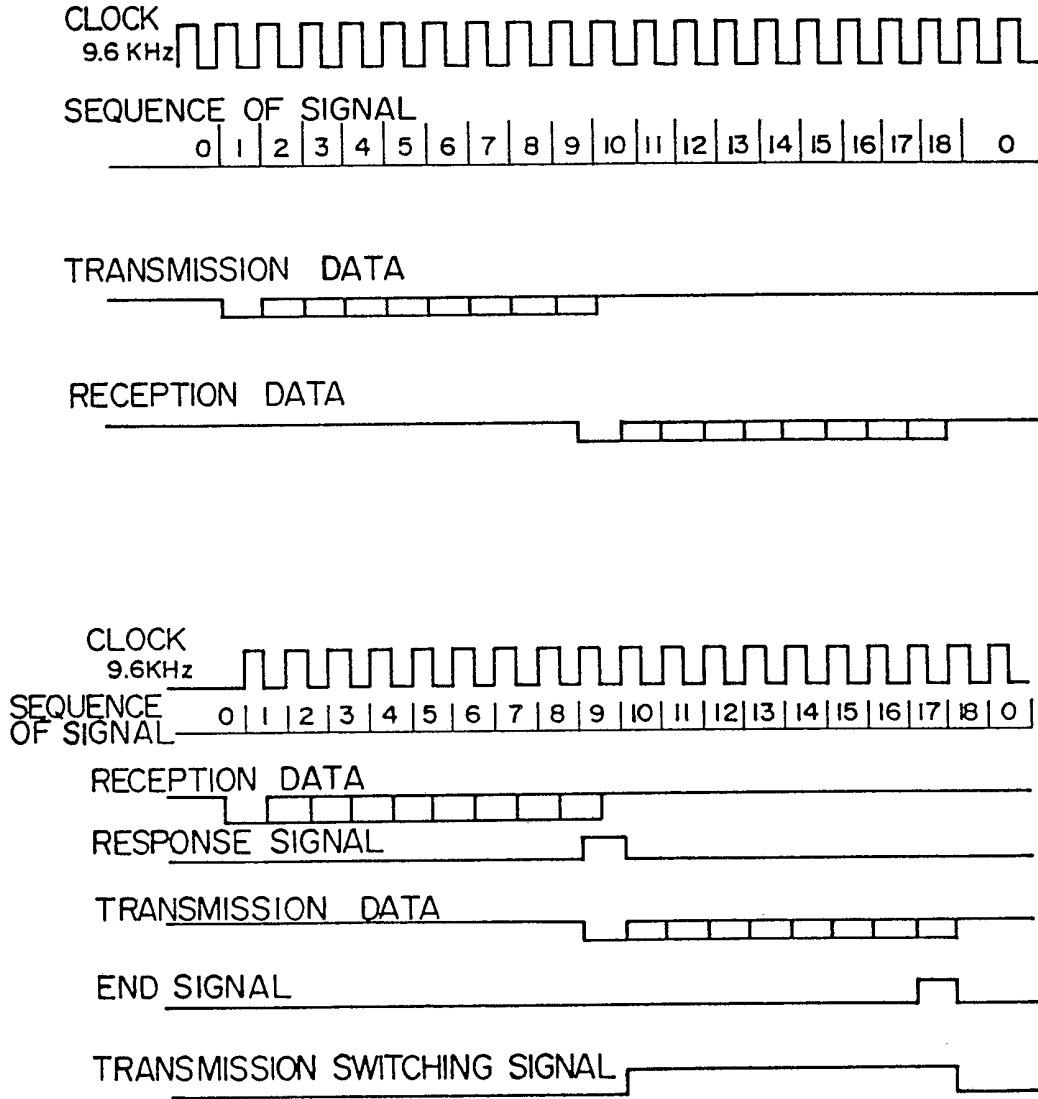 CLOCK
9.6 KHz
SEQUENCE OF SIGNAL
0 1 2 3 4 5 6 7 8 9 10 11 12 13 14 15 16 17 18 0
TRANSMISSION DATA
RECEPTION DATA
CLOCK
9.6KHz
SEQUENCE
OF SIGNAL
0 1 2 3 4 5 6 7 8 9 10 11 12 13 14 15 16 17 18 0
RECEPTION DATA
RESPONSE SIGNAL
TRANSMISSION DATA
END SIGNAL
TRANSMISSION SWITCHING SIGNAL